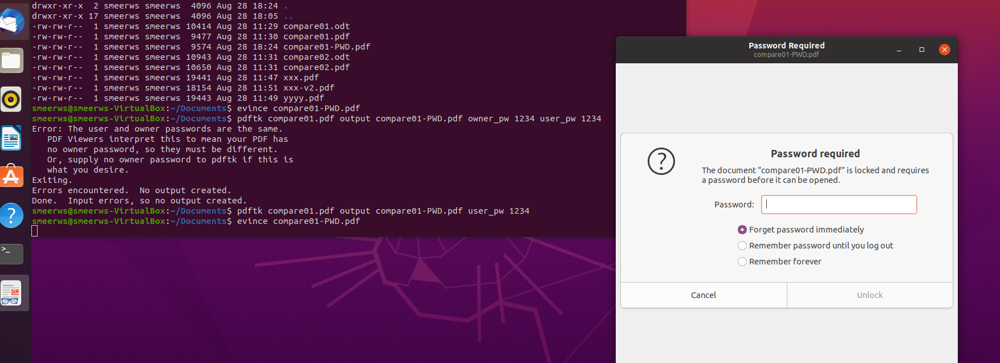 drwxr-xr-x  2 smeerws smeerws  4096 Aug 28 18:24 .
drwxr-xr-x 17 smeerws smeerws  4096 Aug 28 18:05 ..
-rw-rw-r--  1 smeerws smeerws 10414 Aug 28 11:29 compare01.odt
-rw-rw-r--  1 smeerws smeerws  9477 Aug 28 11:30 compare01.pdf
-rw-rw-r--  1 smeerws smeerws  9574 Aug 28 18:24 compare01-PWD.pdf
-rw-rw-r--  1 smeerws smeerws 10943 Aug 28 11:31 compare02.odt
-rw-rw-r--  1 smeerws smeerws 10650 Aug 28 11:31 compare02.pdf
-rw-rw-r--  1 smeerws smeerws 19441 Aug 28 11:47 xxx.pdf
-rw-rw-r--  1 smeerws smeerws 18154 Aug 28 11:51 xxx-v2.pdf
-rw-rw-r--  1 smeerws smeerws 19443 Aug 28 11:49 yyyy.pdf
smeerws@smeerws-VirtualBox:~/Documents$ evince compare01-PWD.pdf
smeerws@smeerws-VirtualBox:~/Documents$ pdftk compare01.pdf output compare01-PWD.pdf owner_pw 1234 user_pw 1234
Error: The user and owner passwords are the same.
   PDF Viewers interpret this to mean your PDF has
   no owner password, so they must be different.
   Or, supply no owner password to pdftk if this is
   what you desire.
Exiting.
Errors encountered.  No output created.
Done.  Input errors, so no output created.
smeerws@smeerws-VirtualBox:~/Documents$ pdftk compare01.pdf output compare01-PWD.pdf user_pw 1234
smeerws@smeerws-VirtualBox:~/Documents$ evince compare01-PWD.pdf
Password Required
compare01-PWD.pdf
Password required
The document “compare01-PWD.pdf” is locked and requires
a password before it can be opened.
Password:
Forget password immediately
Remember password until you log out
Remember forever
Cancel
Unlock